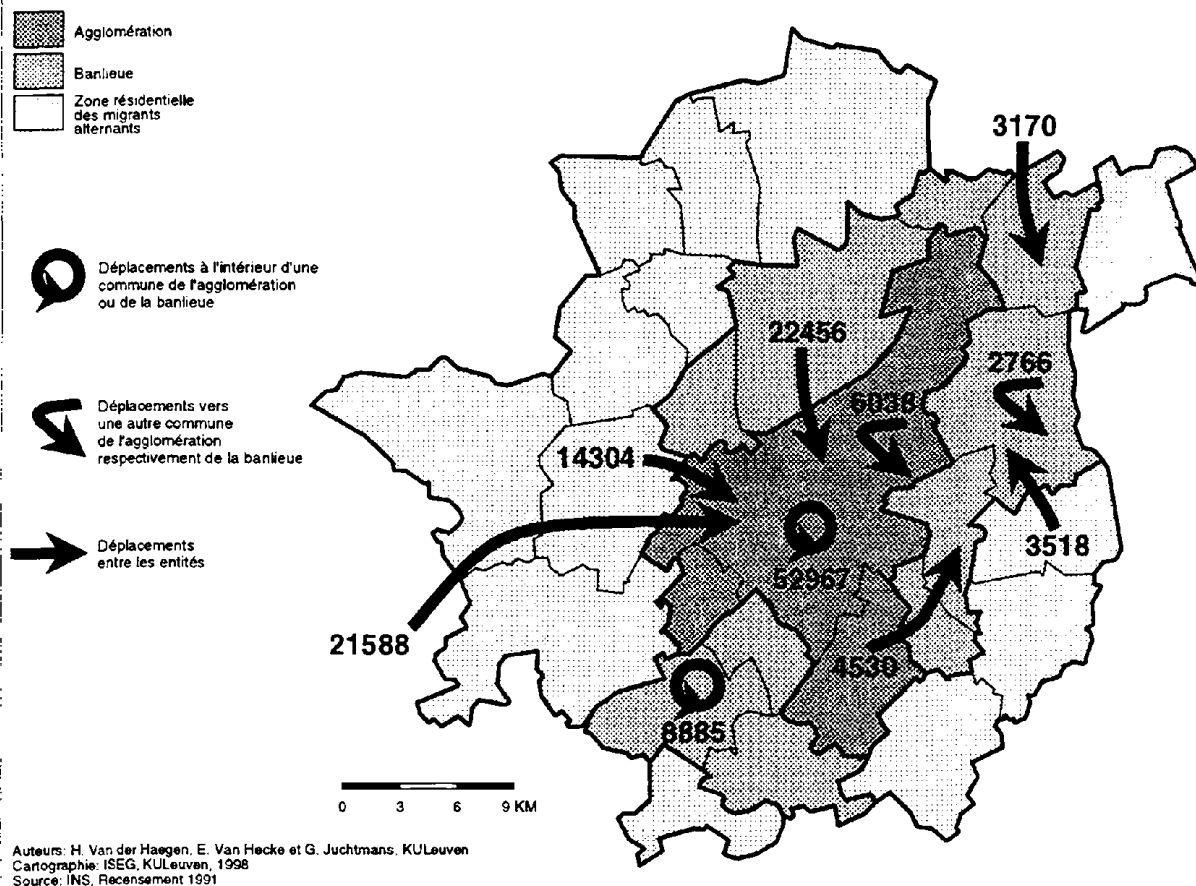 Agglomération
Banlieue
Zone résidentielle
des migrants
alternants
Déplacements à l'intérieur d'une
commune de l'agglomération
ou de la banlieue
Déplacements vers
une autre commune
de l'agglomération
respectivement de la banlieue
Déplacements
entre les entités
3170
22456
2766
6038
14304
3518
52967
21588
4530
8885
0 3 6 9 KM
Auteurs: H. Van der Haegen, E. Van Hecke et G. Juchtmans, KULeuven
Cartographie: ISEG, KULeuven, 1998
Source: INS, Recensement 1991